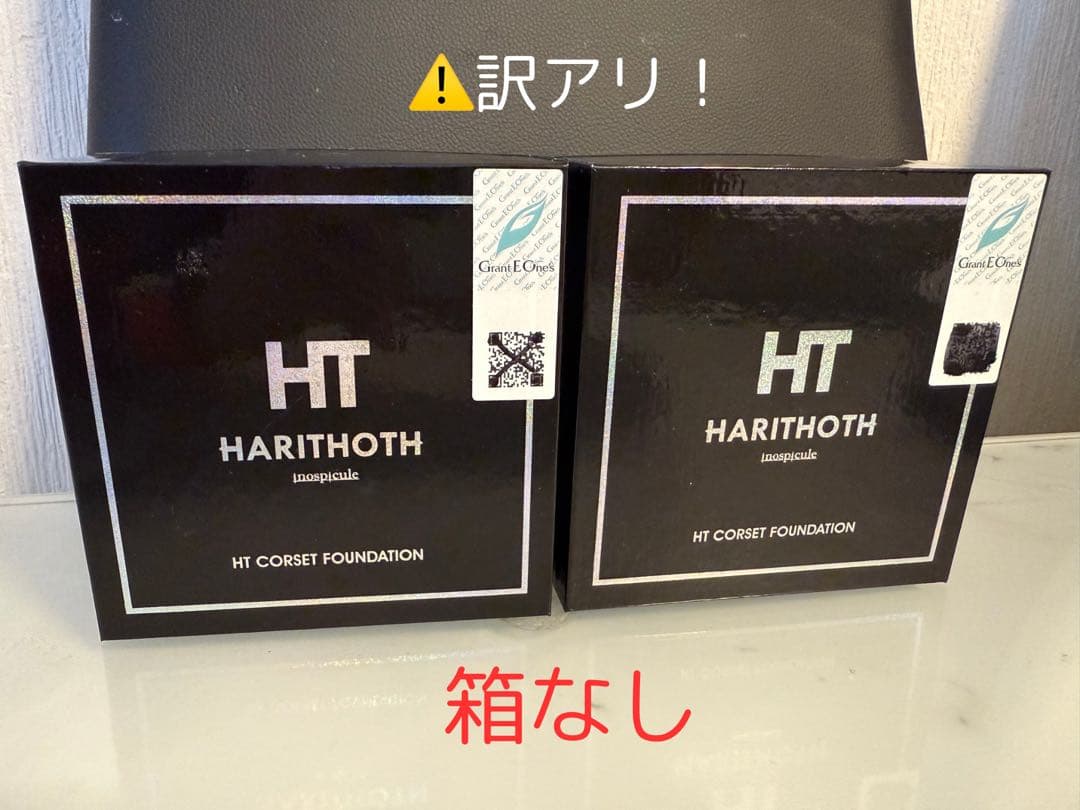 ⚠️訳アリ！
Grant E One's
HT
HARITHOTH
inospicule
HT CORSET FOUNDATION
Grant E One's
HT
HARITHOTH
inospicule
HT CORSET FOUNDATION
箱なし